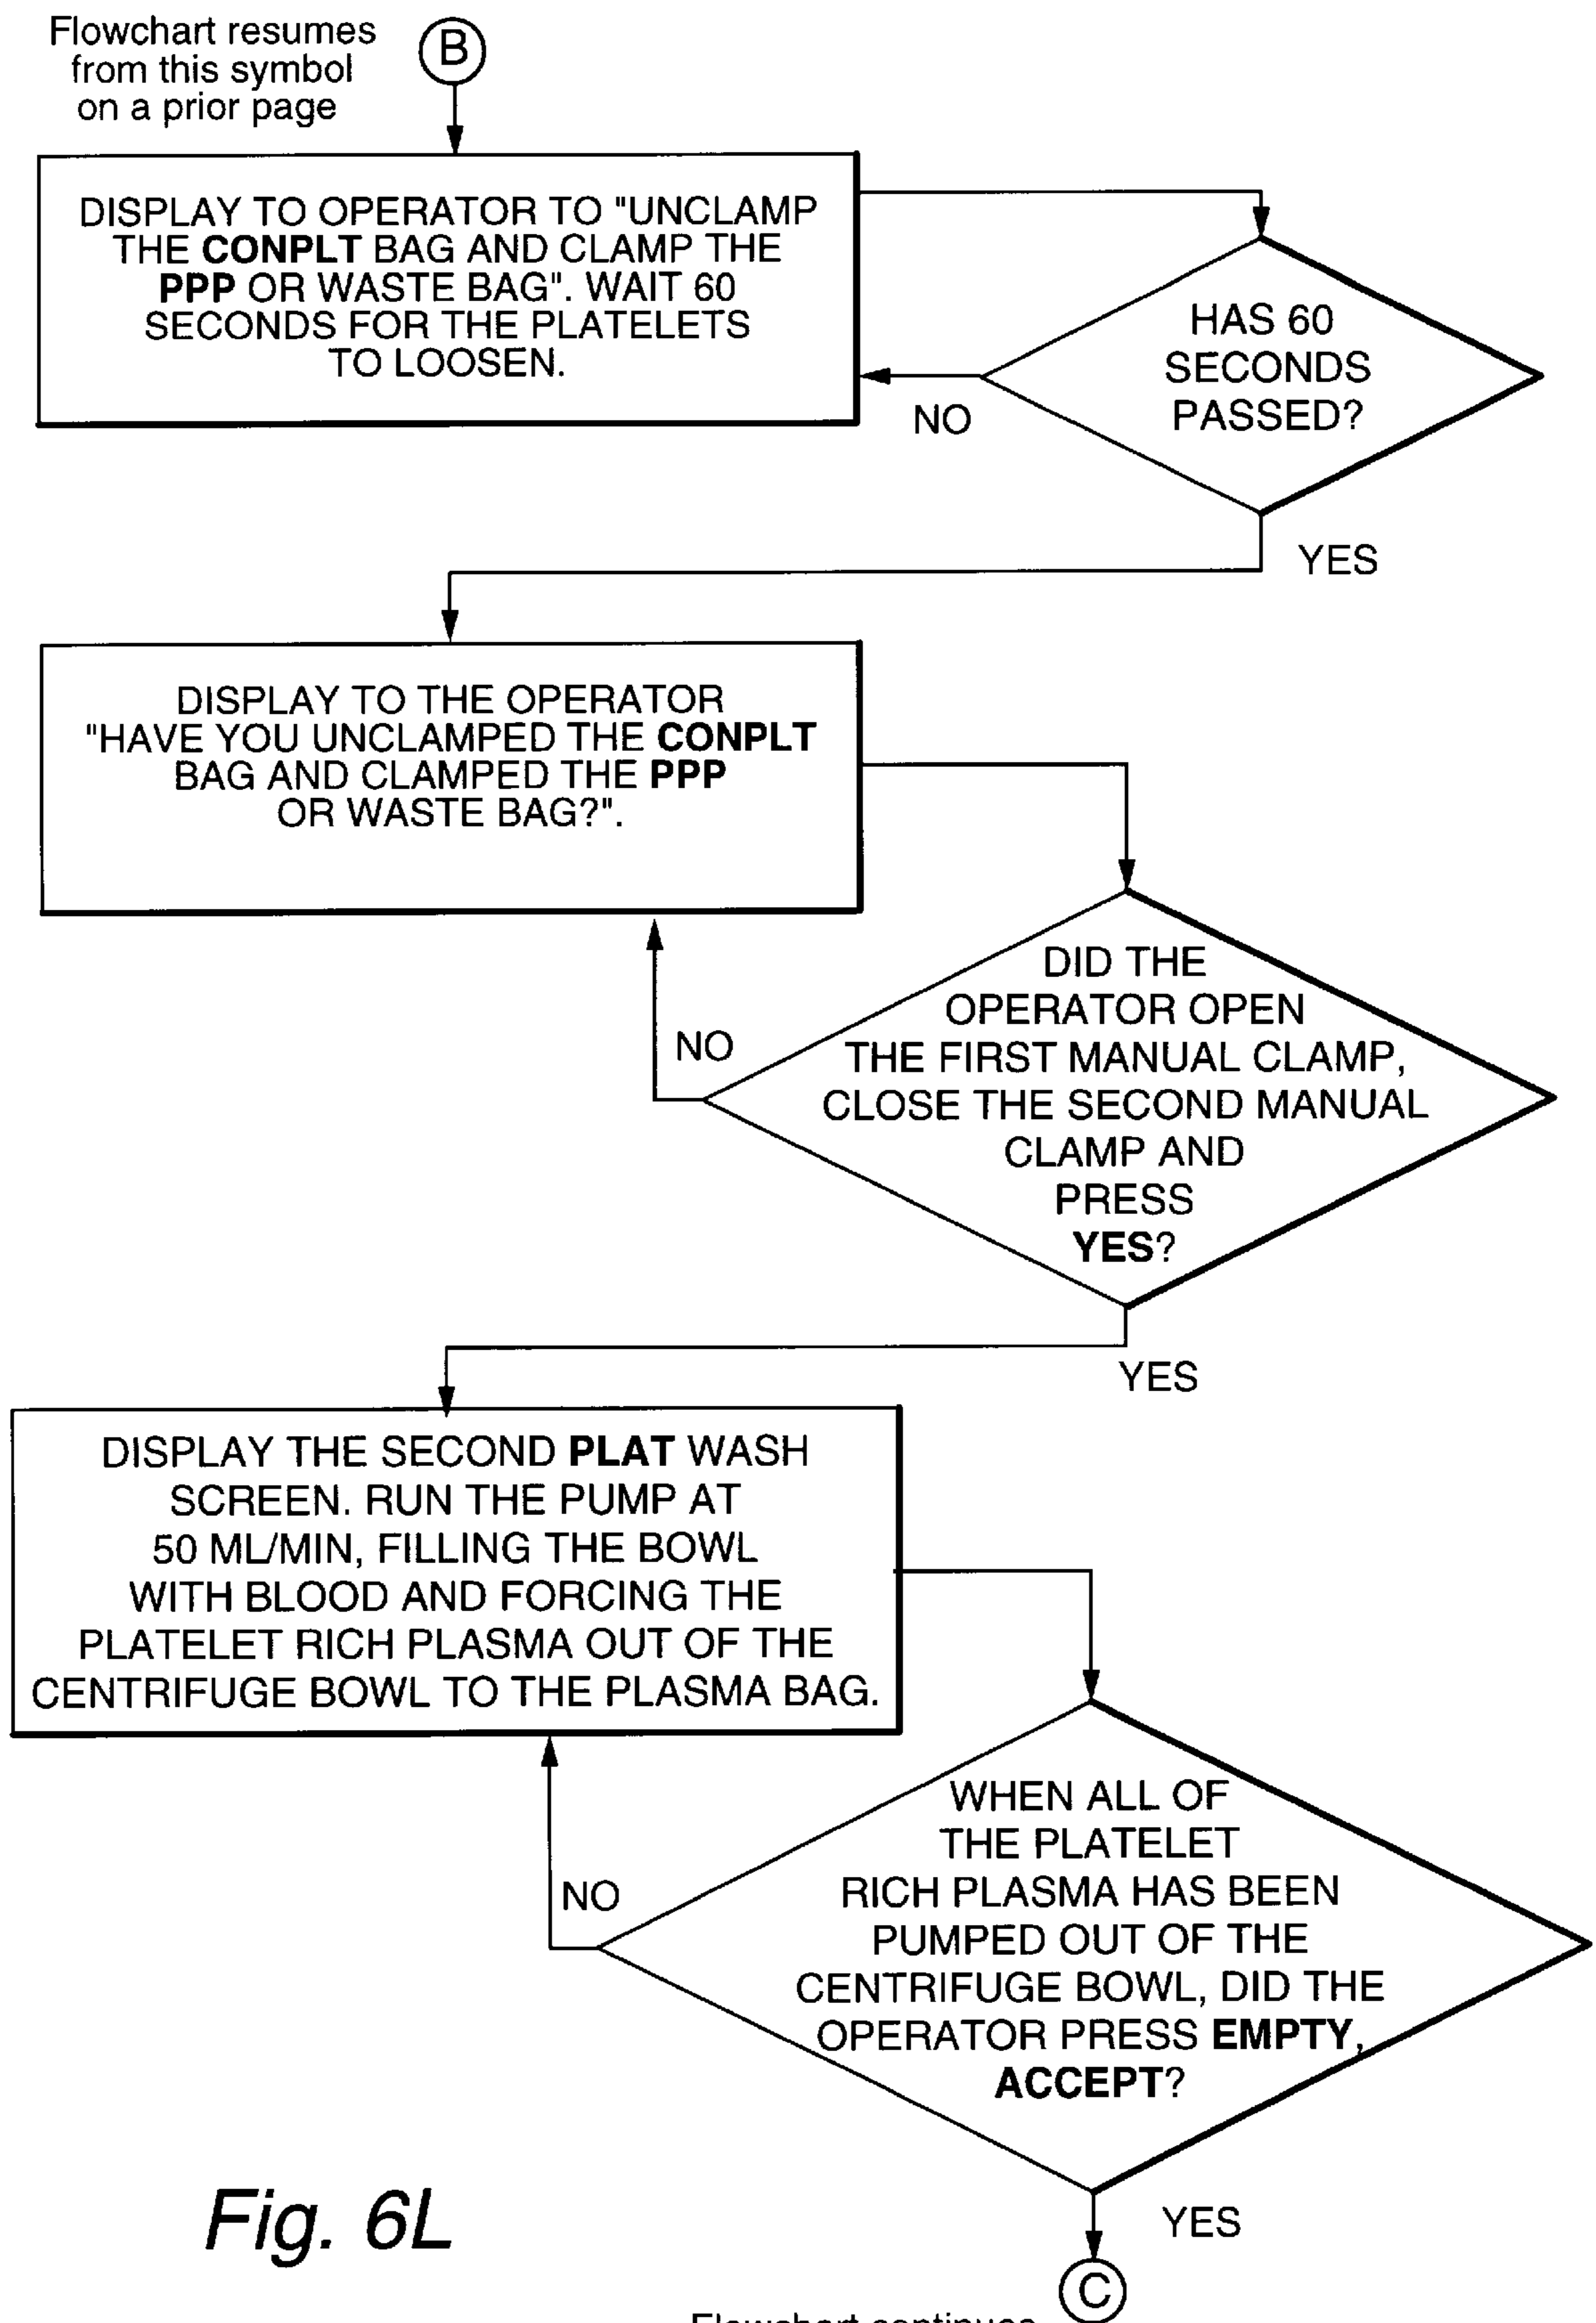 Flowchart resumes
from this symbol
on a prior page
B
DISPLAY TO OPERATOR TO "UNCLAMP
THE CONPLT BAG AND CLAMP THE
PPP OR WASTE BAG". WAIT 60
SECONDS FOR THE PLATELETS
TO LOOSEN.
HAS 60
SECONDS
PASSED?
NO
YES
DISPLAY TO THE OPERATOR
"HAVE YOU UNCLAMPED THE CONPLT
BAG AND CLAMPED THE PPP
OR WASTE BAG?".
DID THE
OPERATOR OPEN
THE FIRST MANUAL CLAMP,
CLOSE THE SECOND MANUAL
CLAMP AND
PRESS
YES?
NO
YES
DISPLAY THE SECOND PLAT WASH
SCREEN. RUN THE PUMP AT
50 ML/MIN, FILLING THE BOWL
WITH BLOOD AND FORCING THE
PLATELET RICH PLASMA OUT OF THE
CENTRIFUGE BOWL TO THE PLASMA BAG.
WHEN ALL OF
THE PLATELET
RICH PLASMA HAS BEEN
PUMPED OUT OF THE
CENTRIFUGE BOWL, DID THE
OPERATOR PRESS EMPTY,
ACCEPT?
NO
YES
C
Fig. 6L
Flowchart continues